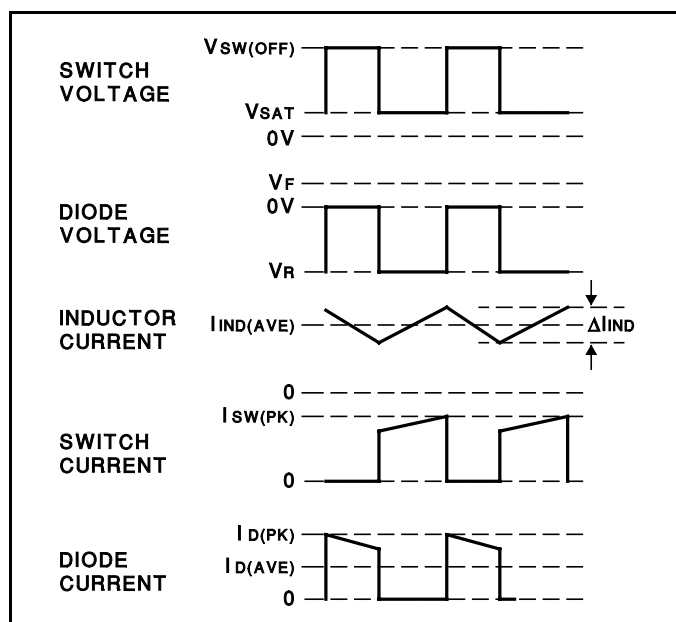 VSW(OFF)
SWITCH
VOLTAGE
VSAT
0V
VF
0V
DIODE
VOLTAGE
VR
INDUCTOR
CURRENT
IIND(AVE)
ΔIIND
0
ISW(PK)
SWITCH
CURRENT
0
ID(PK)
DIODE
CURRENT
ID(AVE)
0